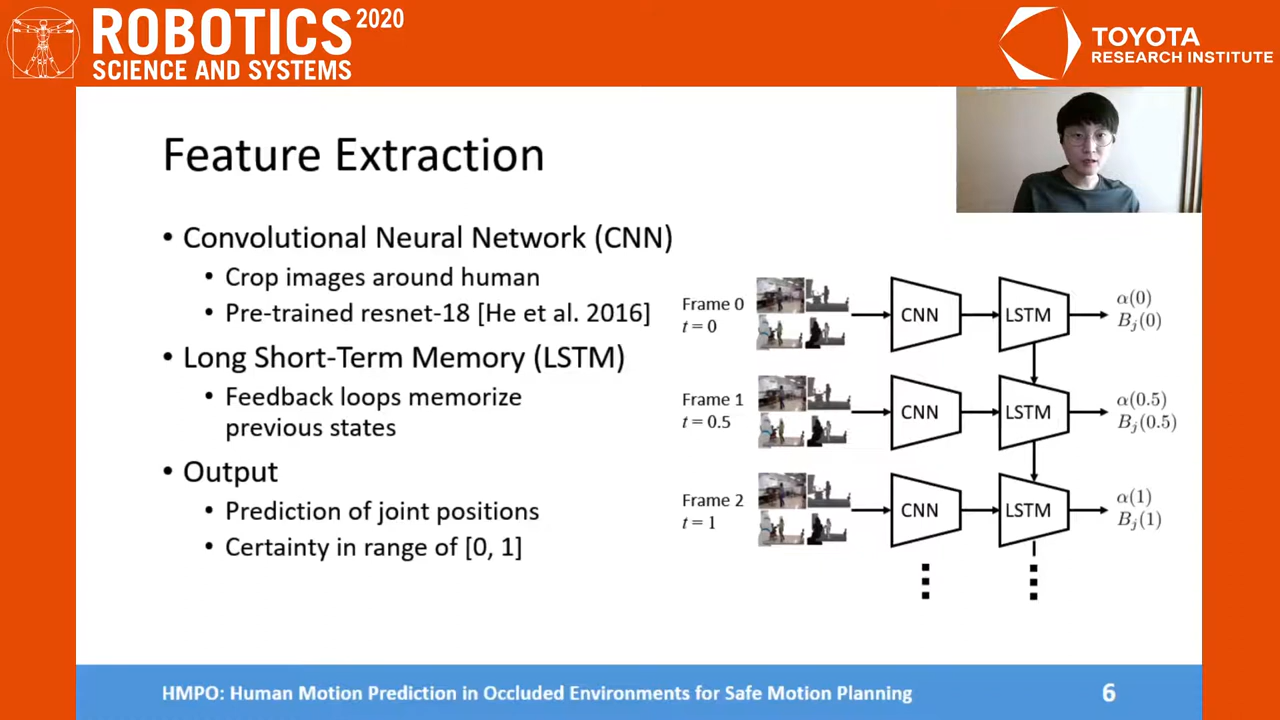 ROBOTICS 2020
SCIENCE AND SYSTEMS
TOYOTA
RESEARCH INSTITUTE
Feature Extraction
• Convolutional Neural Network (CNN)
• Crop images around human
• Pre-trained resnet-18 [He et al. 2016]
• Long Short-Term Memory (LSTM)
• Feedback loops memorize
previous states
• Output
• Prediction of joint positions
• Certainty in range of [0, 1]
Frame 0
t = 0
CNN
LSTM
α(0)
Bⱼ(0)
Frame 1
t = 0.5
CNN
LSTM
α(0.5)
Bⱼ(0.5)
Frame 2
t = 1
CNN
LSTM
α(1)
Bⱼ(1)
HMPO: Human Motion Prediction in Occluded Environments for Safe Motion Planning
6